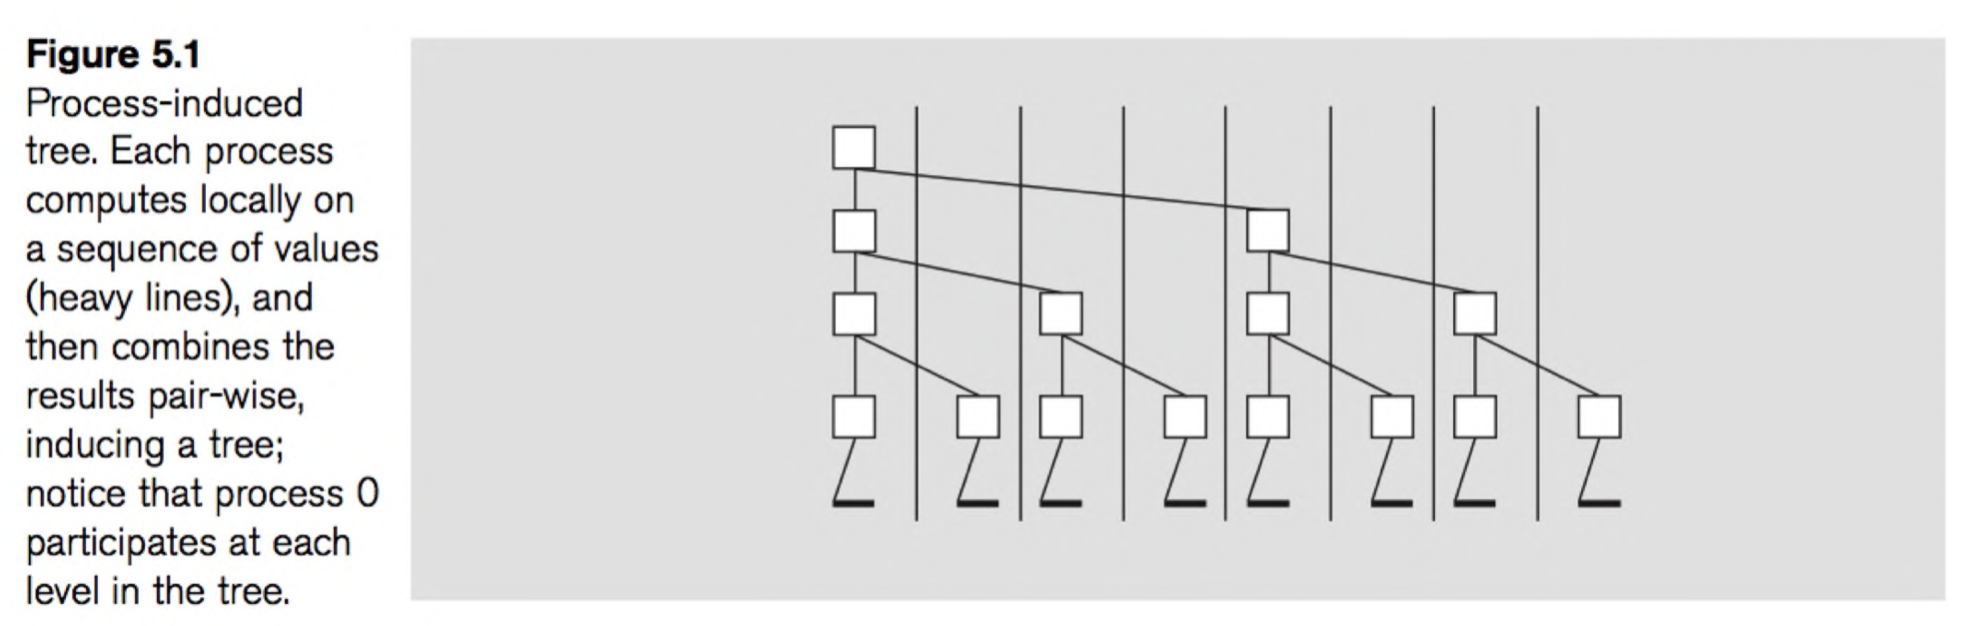 Figure 5.1
Process-induced
tree. Each process
computes locally on
a sequence of values
(heavy lines), and
then combines the
results pair-wise,
inducing a tree;
notice that process 0
participates at each
level in the tree.